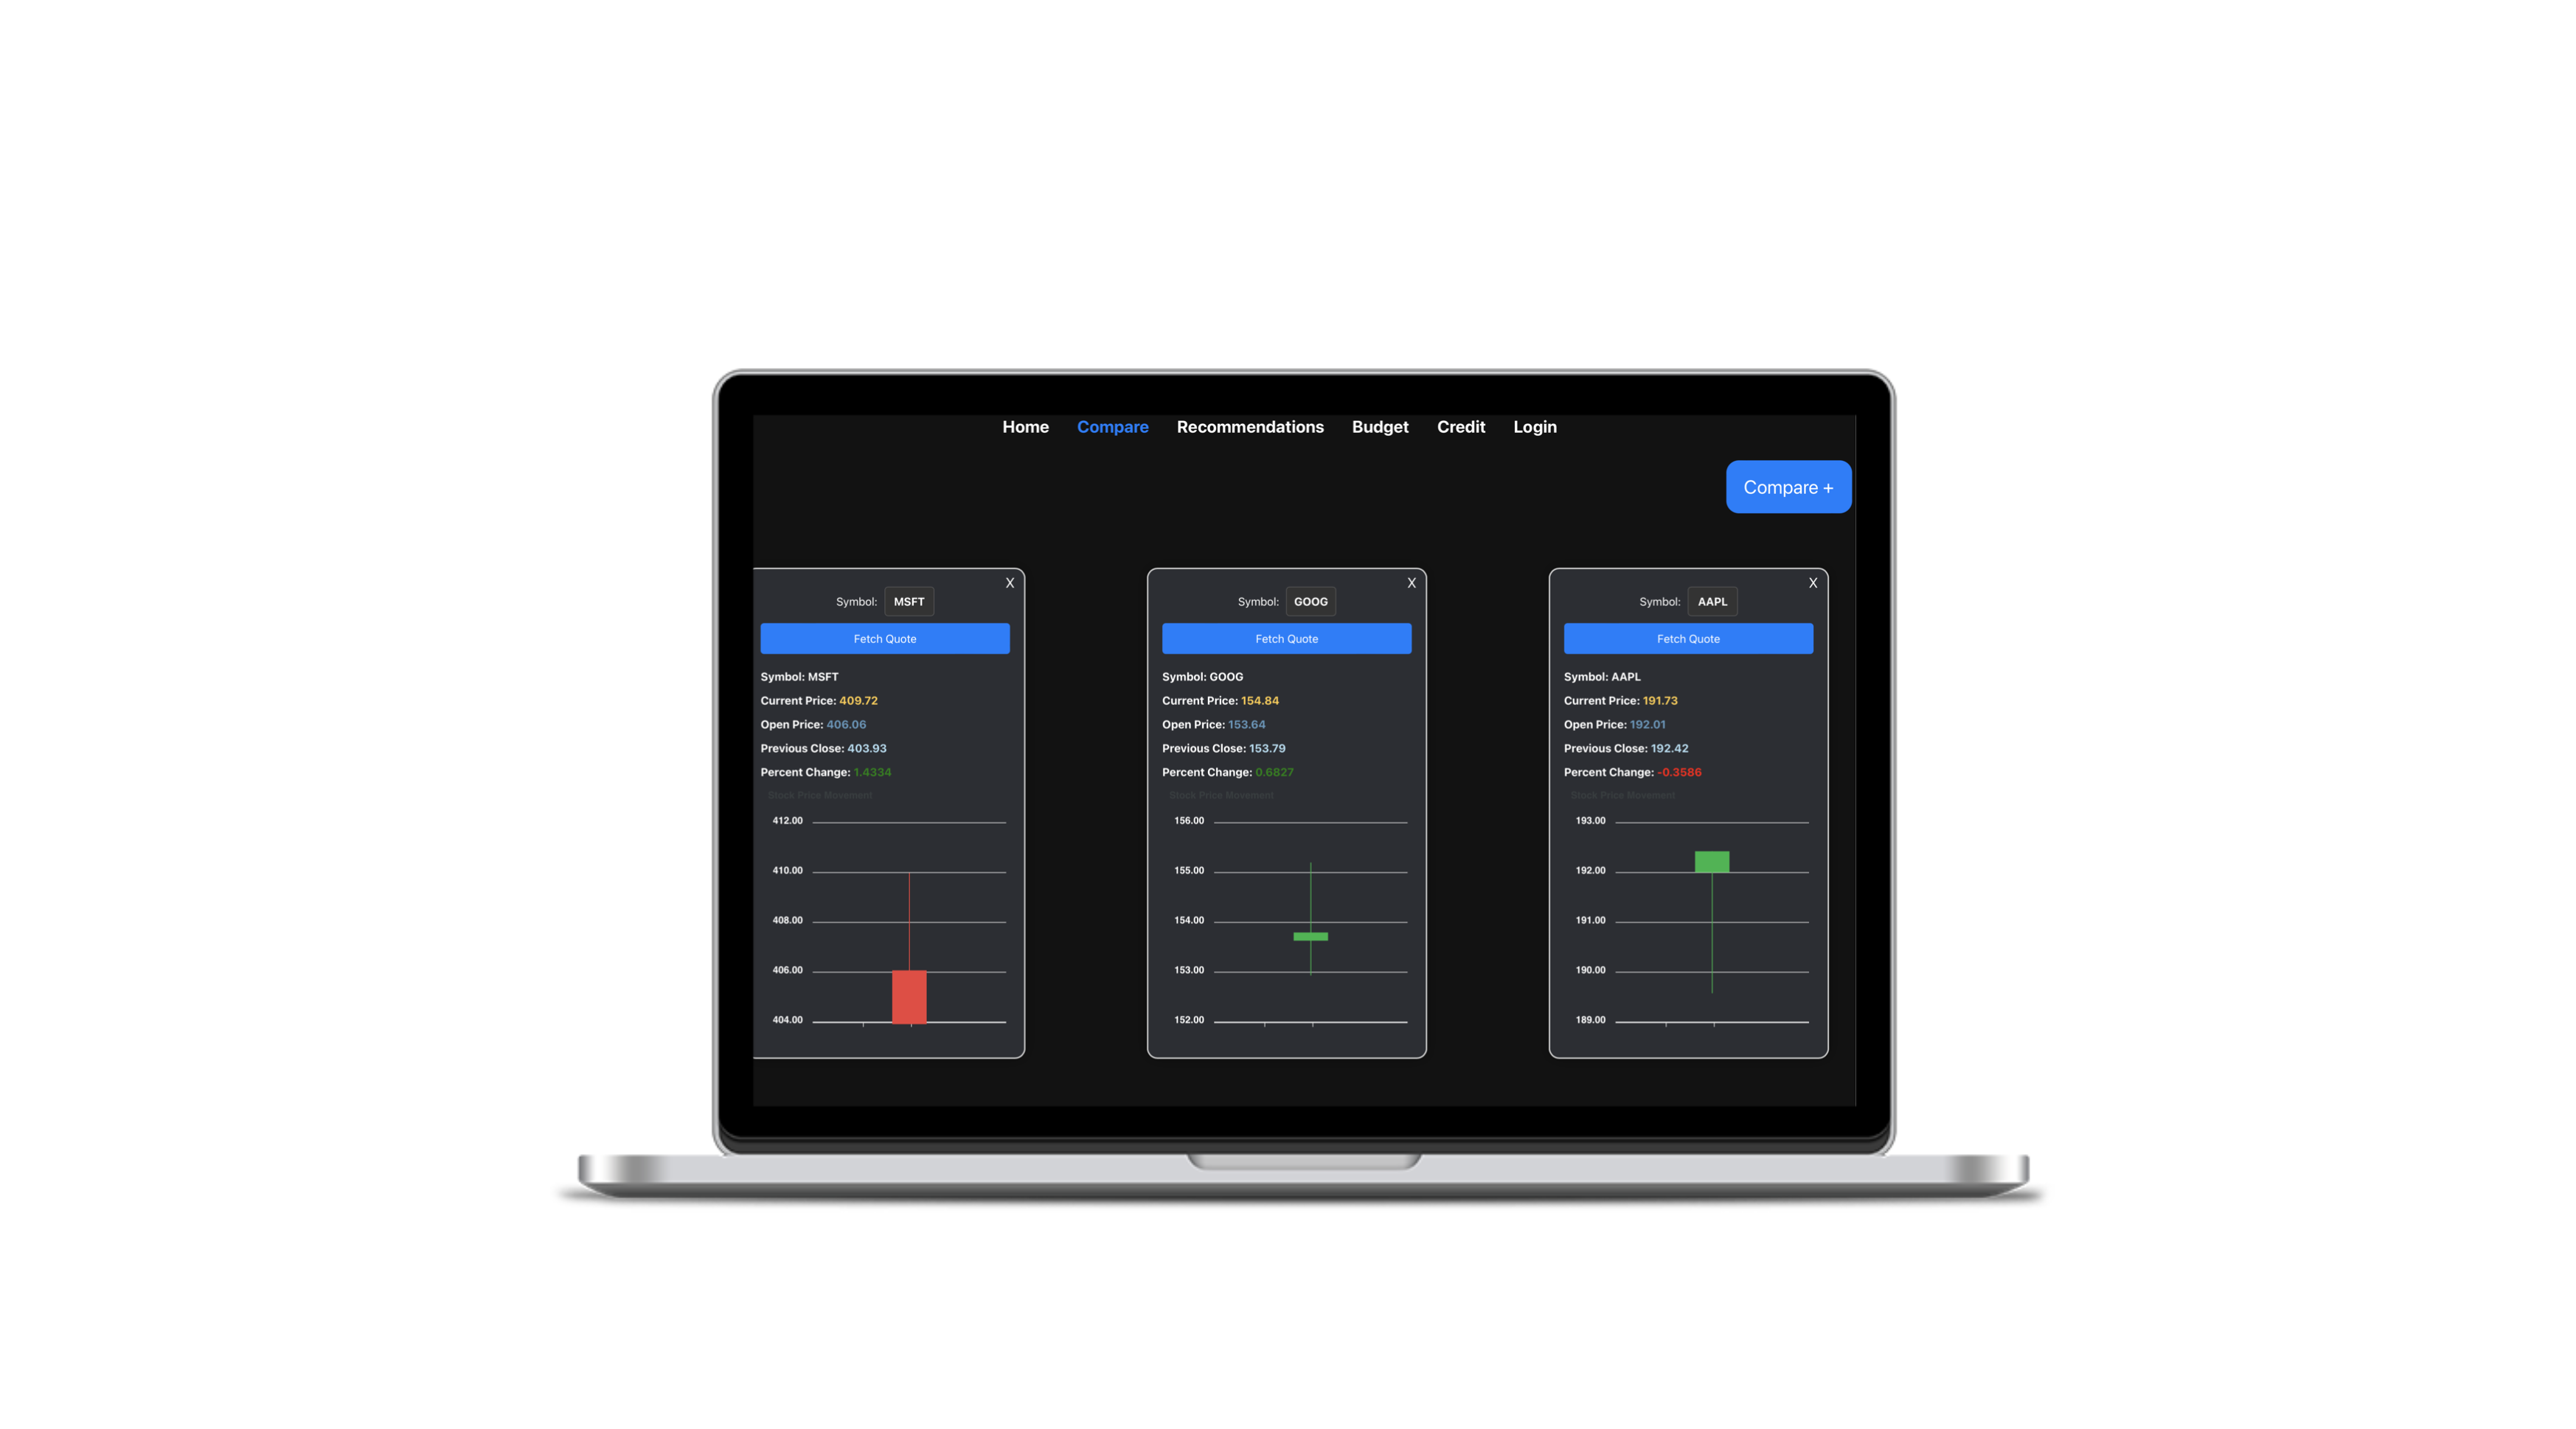 Home Compare Recommendations Budget Credit Login
Compare +
X
Symbol: MSFT
Fetch Quote
Symbol: MSFT
Current Price: 409.72
Open Price: 406.06
Previous Close: 403.93
Percent Change: 1.4334
Stock Price Movement
412.00
410.00
408.00
406.00
404.00
X
Symbol: GOOG
Fetch Quote
Symbol: GOOG
Current Price: 154.84
Open Price: 153.64
Previous Close: 153.79
Percent Change: 0.6827
Stock Price Movement
156.00
155.00
154.00
153.00
152.00
X
Symbol: AAPL
Fetch Quote
Symbol: AAPL
Current Price: 191.73
Open Price: 192.01
Previous Close: 192.42
Percent Change: -0.3586
Stock Price Movement
193.00
192.00
191.00
190.00
189.00